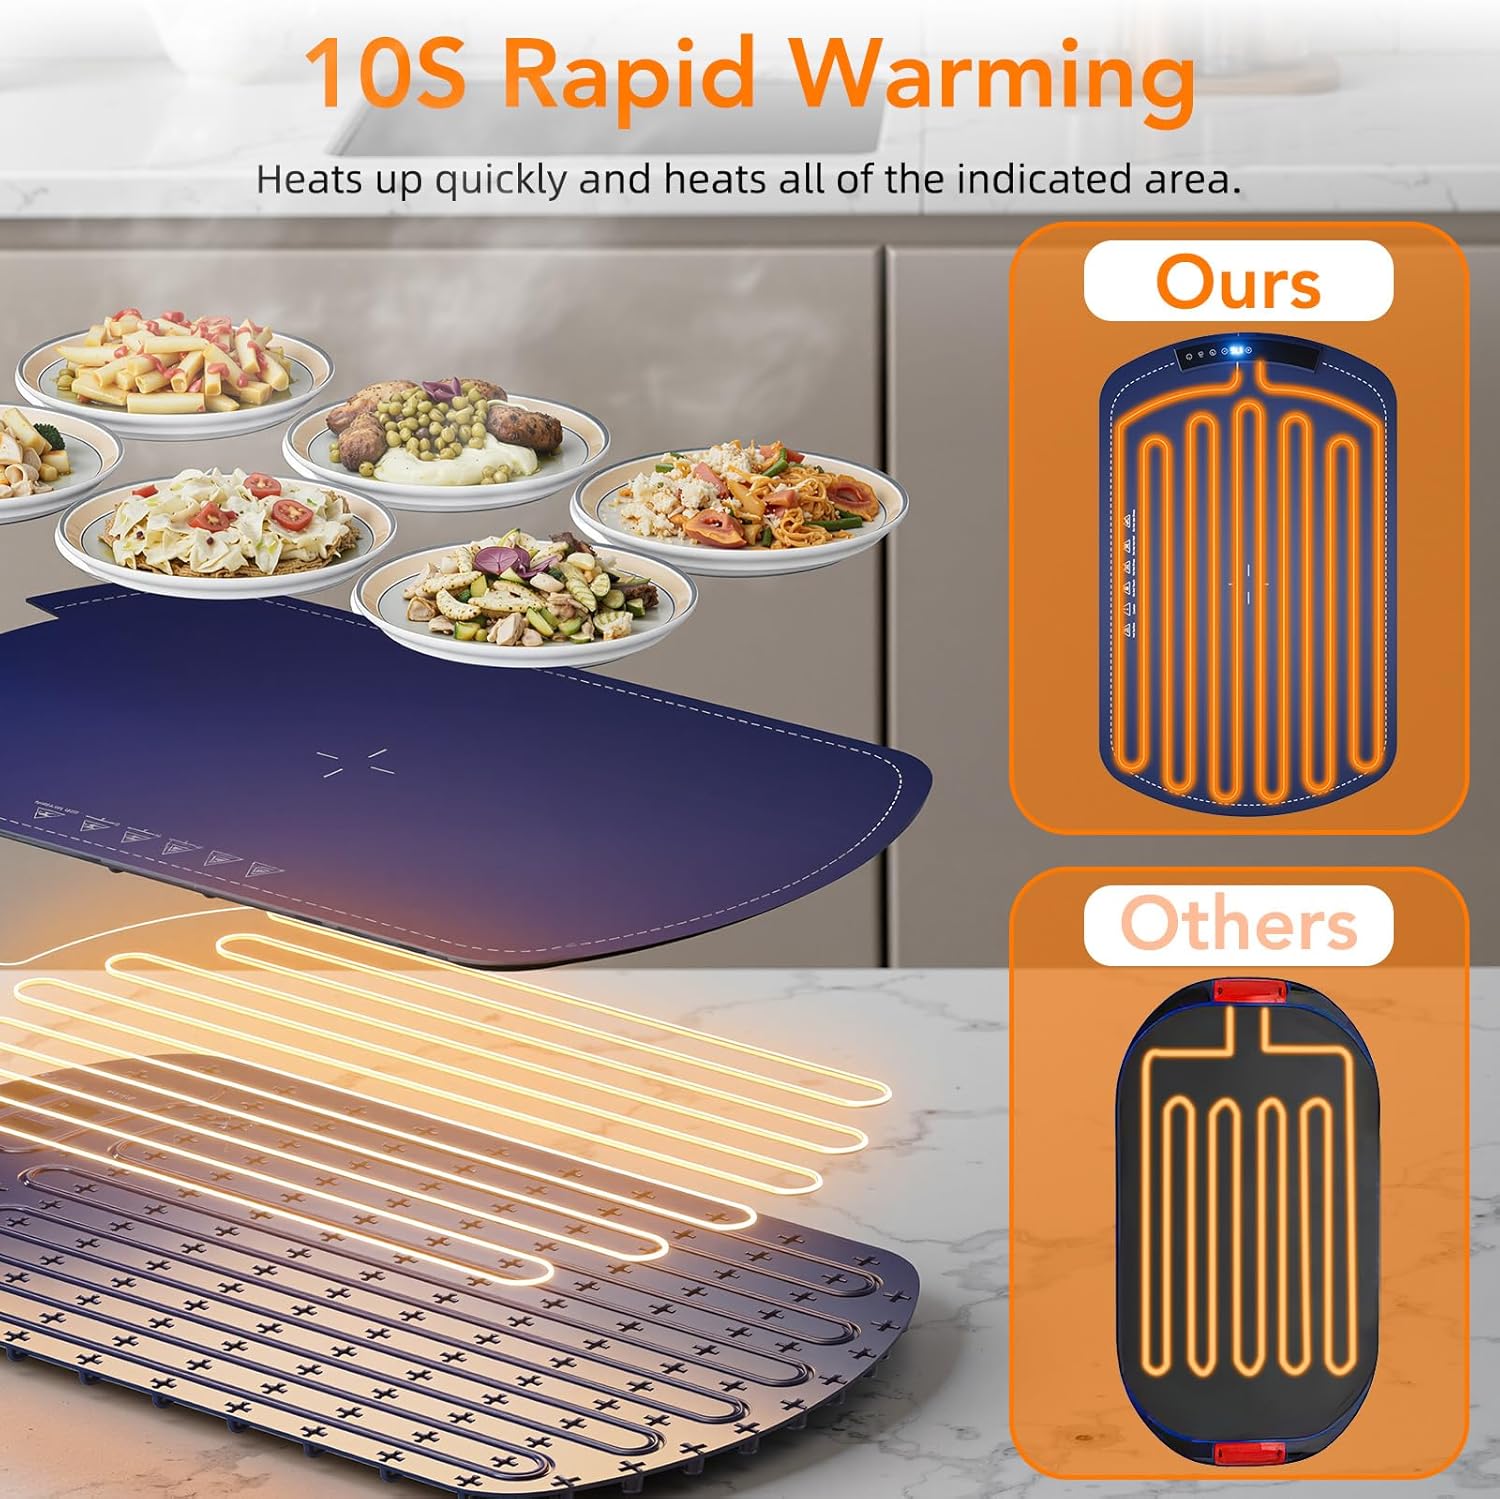 10S Rapid Warming
Heats up quickly and heats all of the indicated area.
Ours
Others